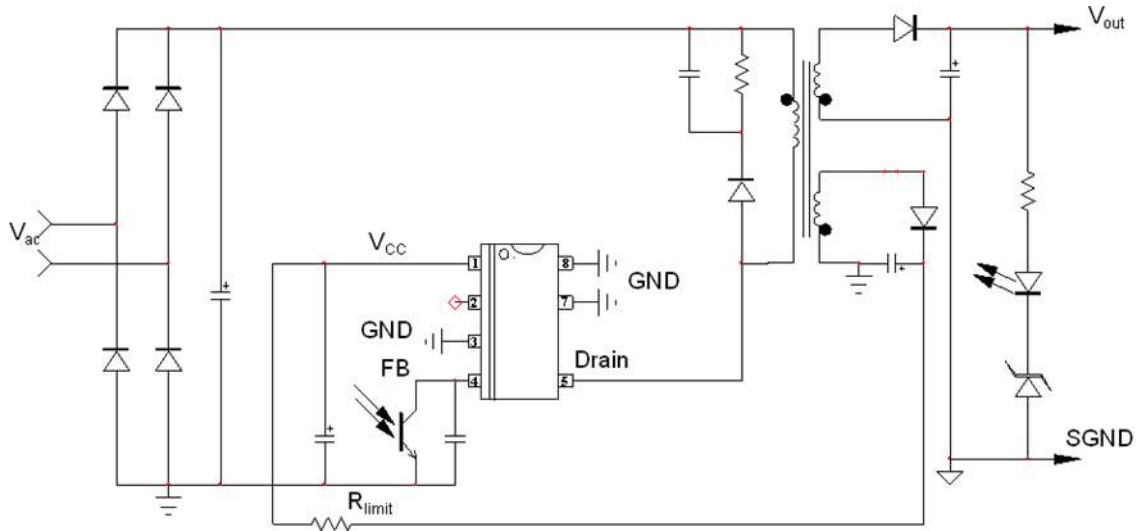 V_out
V_ac
V_CC
1
8
GND
2
7
GND
3
Drain
FB
4
5
SGND
R_limit